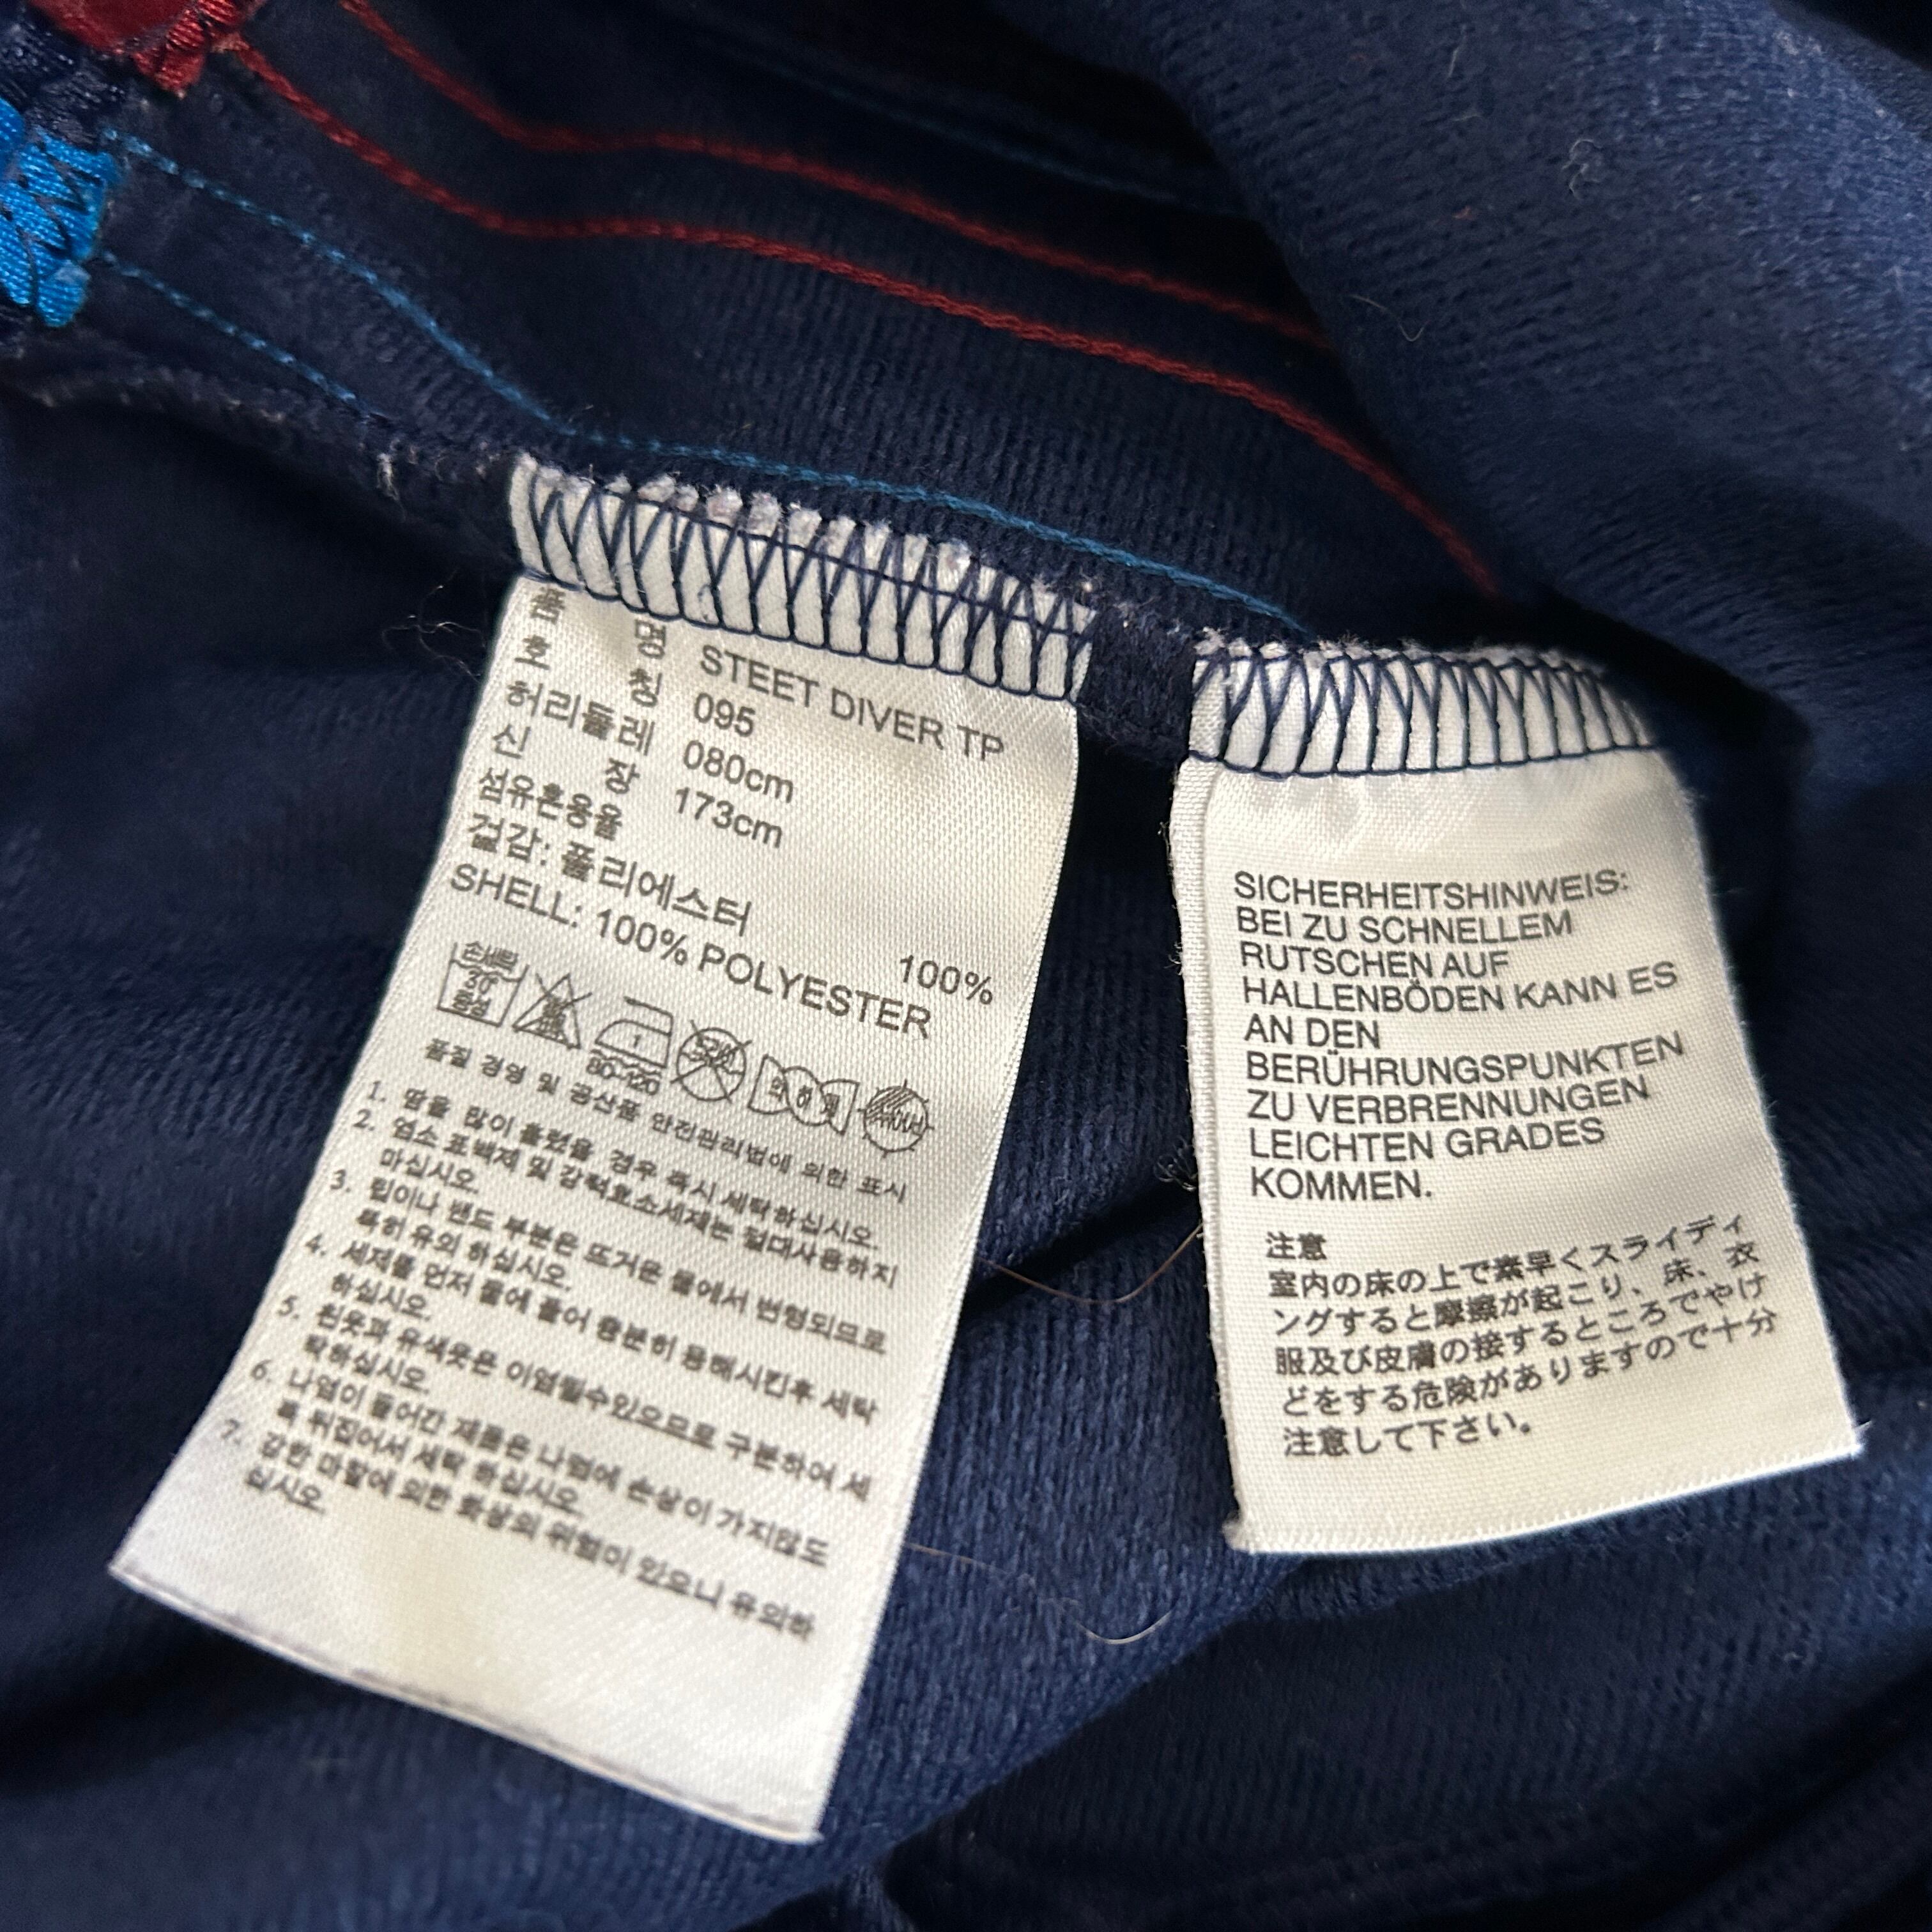 품 명 STEET DIVER TP
호 칭 095
허리둘레 080cm
신 장 173cm
섬유혼용율
겉감: 폴리에스터 100%
SHELL: 100% POLYESTER
손세탁
30
중성
1
80~120
드라이
약하게
품질 경영 및 공산품 안전관리법에 의한 표시
1. 땀을 많이 흘렸을 경우 즉시 세탁하십시오.
2. 염소 표백제 및 강력효소세제는 절대사용하지
마십시오.
3. 립이나 밴드 부분은 뜨거운 물에서 변형되므로
특히 유의 하십시오.
4. 세제를 먼저 물에 풀어 충분히 용해시킨후 세탁
하십시오.
5. 흰옷과 유색옷은 이염될수있으므로 구분하여 세
탁하십시오.
6. 나염이 들어간 제품은 나염에 손상이 가지않도
록 뒤집어서 세탁 하십시오.
7. 강한 마찰에 의한 화상의 위험이 있으니 유의하
십시오.
SICHERHEITSHINWEIS:
BEI ZU SCHNELLEM
RUTSCHEN AUF
HALLENBÖDEN KANN ES
AN DEN
BERÜHRUNGSPUNKTEN
ZU VERBRENNUNGEN
LEICHTEN GRADES
KOMMEN.
注意
室内の床の上で素早くスライディ
ングすると摩擦が起こり、床、衣
服及び皮膚の接するところでやけ
どをする危険がありますので十分
注意して下さい。